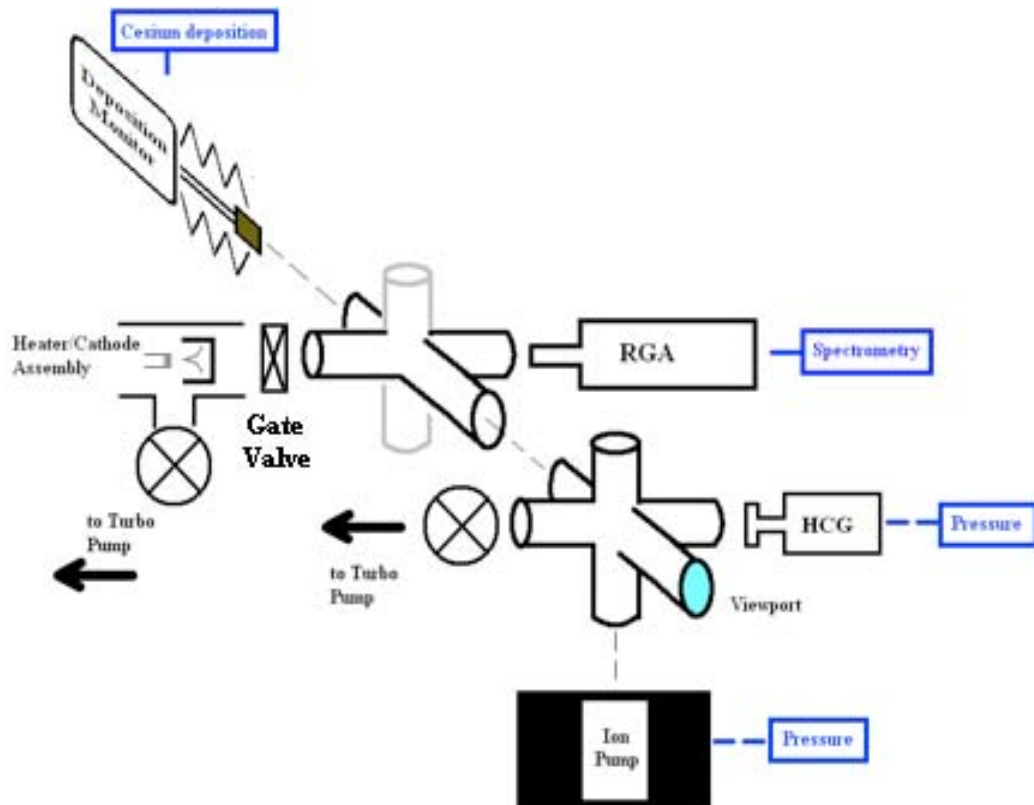 Cesium deposition
Deposition
Monitor
Heater/Cathode
Assembly
Gate
Valve
RGA
Spectrometry
to Turbo
Pump
to Turbo
Pump
HCG
Pressure
Viewport
Ion
Pump
Pressure